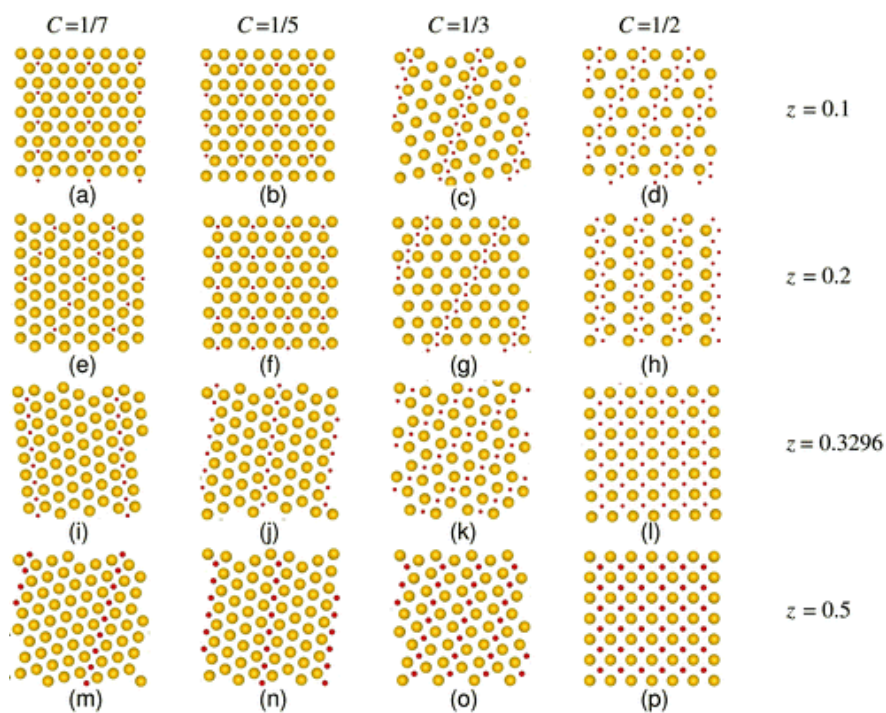 C=1/7 C=1/5 C=1/3 C=1/2
z = 0.1
(a) (b) (c) (d)
z = 0.2
(e) (f) (g) (h)
z = 0.3296
(i) (j) (k) (l)
z = 0.5
(m) (n) (o) (p)